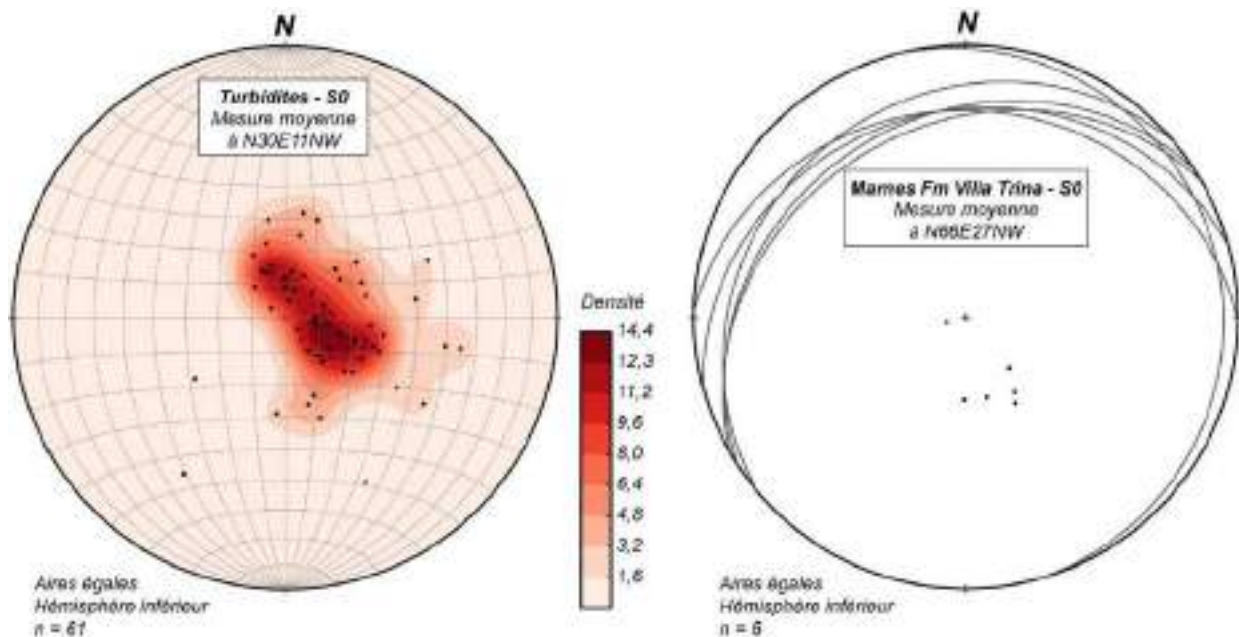 N
Turbidites - S0
Mesure moyenne
à N30E11NW
Aires égales
Hémisphère inférieur
n = 61
Densité
14,4
12,3
11,2
9,6
8,0
6,4
4,8
3,2
1,6
N
Marnes Fm Villa Trina - S0
Mesure moyenne
à N66E27NW
Aires égales
Hémisphère inférieur
n = 6